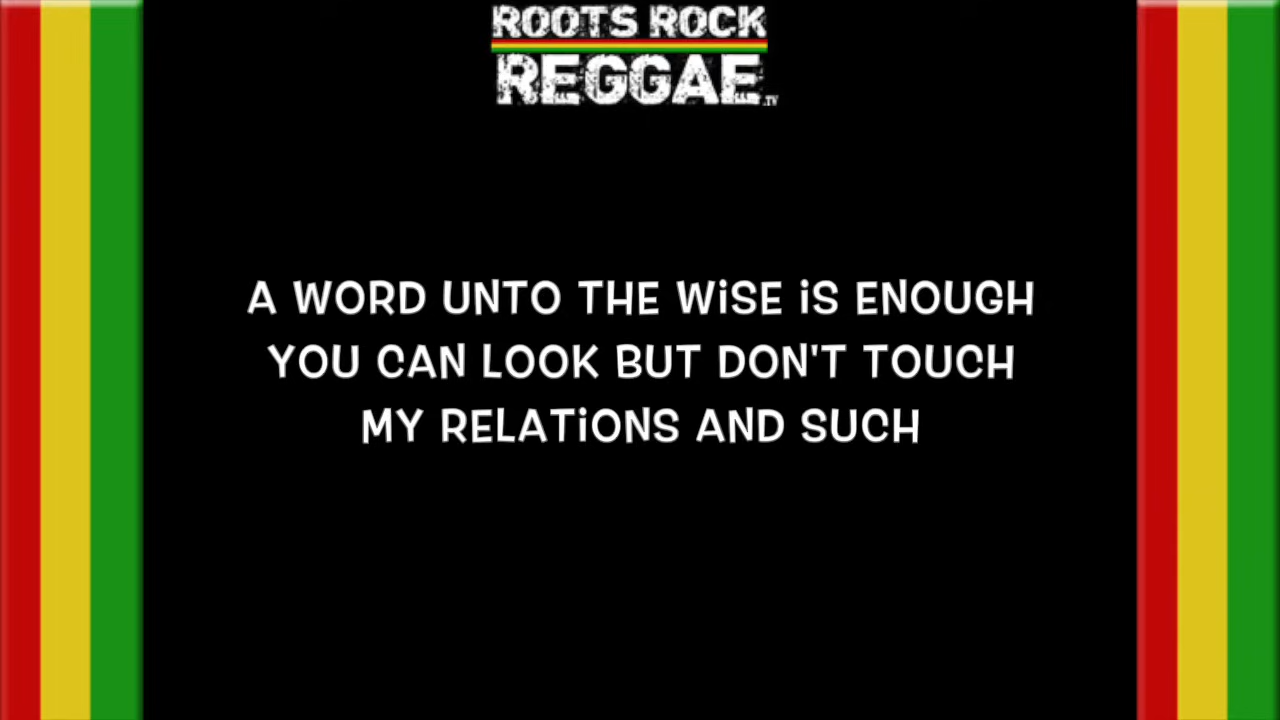 ROOTS ROCK
REGGAE.TV
A WORD UNTO THE WiSE iS ENOUGH
YOU CAN LOOK BUT DON'T TOUCH
MY RELATiONS AND SUCH